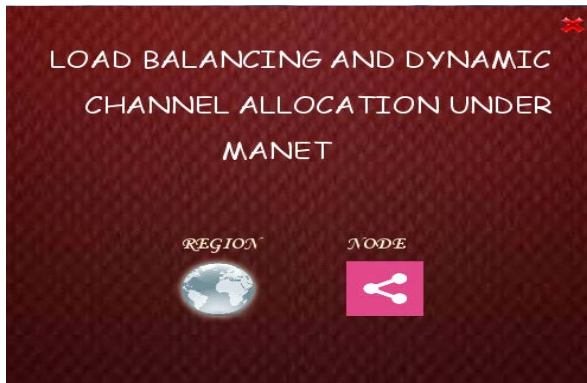 LOAD BALANCING AND DYNAMIC
CHANNEL ALLOCATION UNDER
MANET
REGION
NODE